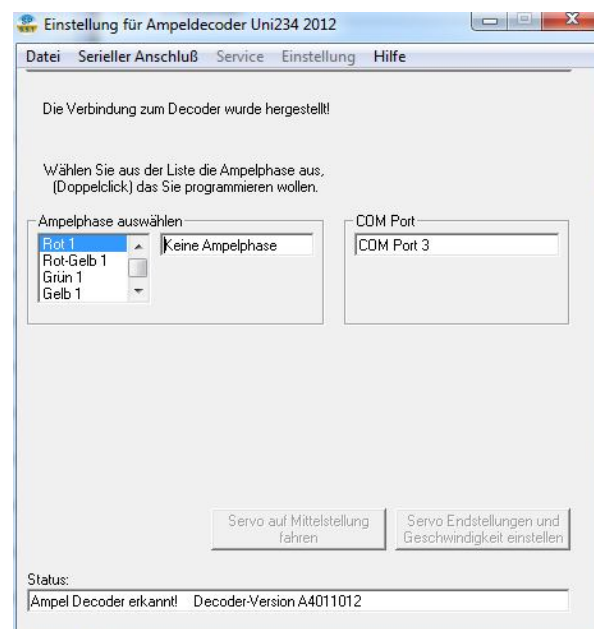 Einstellung für Ampeldecoder Uni234 2012
Datei Serieller Anschluß Service Einstellung Hilfe
Die Verbindung zum Decoder wurde hergestellt!
Wählen Sie aus der Liste die Ampelphase aus,
(Doppelclick) das Sie programmieren wollen.
Ampelphase auswählen
COM Port
Rot 1
Keine Ampelphase
COM Port 3
Rot-Gelb 1
Grün 1
Gelb 1
Servo auf Mittelstellung
fahren
Servo Endstellungen und
Geschwindigkeit einstellen
Status:
Ampel Decoder erkannt! Decoder-Version A4011012